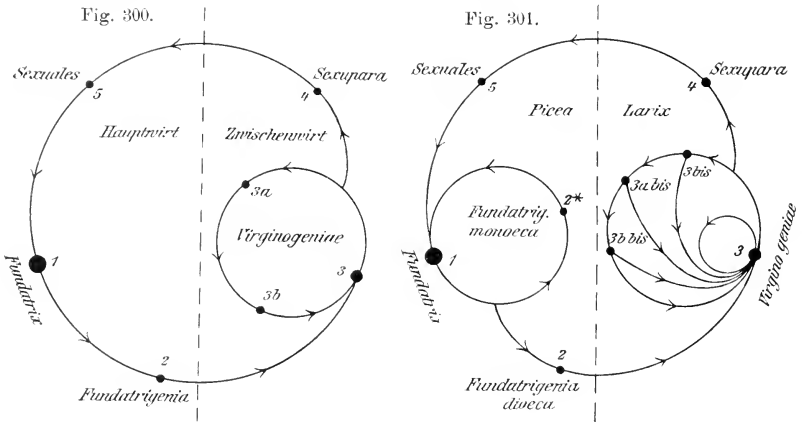 Fig. 300.
Sexuales
5
Sexupara
4
Hauptwirt
Zwischenwirt
3a
Virginogeniae
3
3b
1
Fundatrix
2
Fundatrigenia
Fig. 301.
Sexuales
5
Sexupara
4
Picea
Larix
3bis
3a bis
2*
Fundatrig.
monoeca
3b bis
3
Virgino geniae
1
Fundatrix
2
Fundatrigenia
dioeca